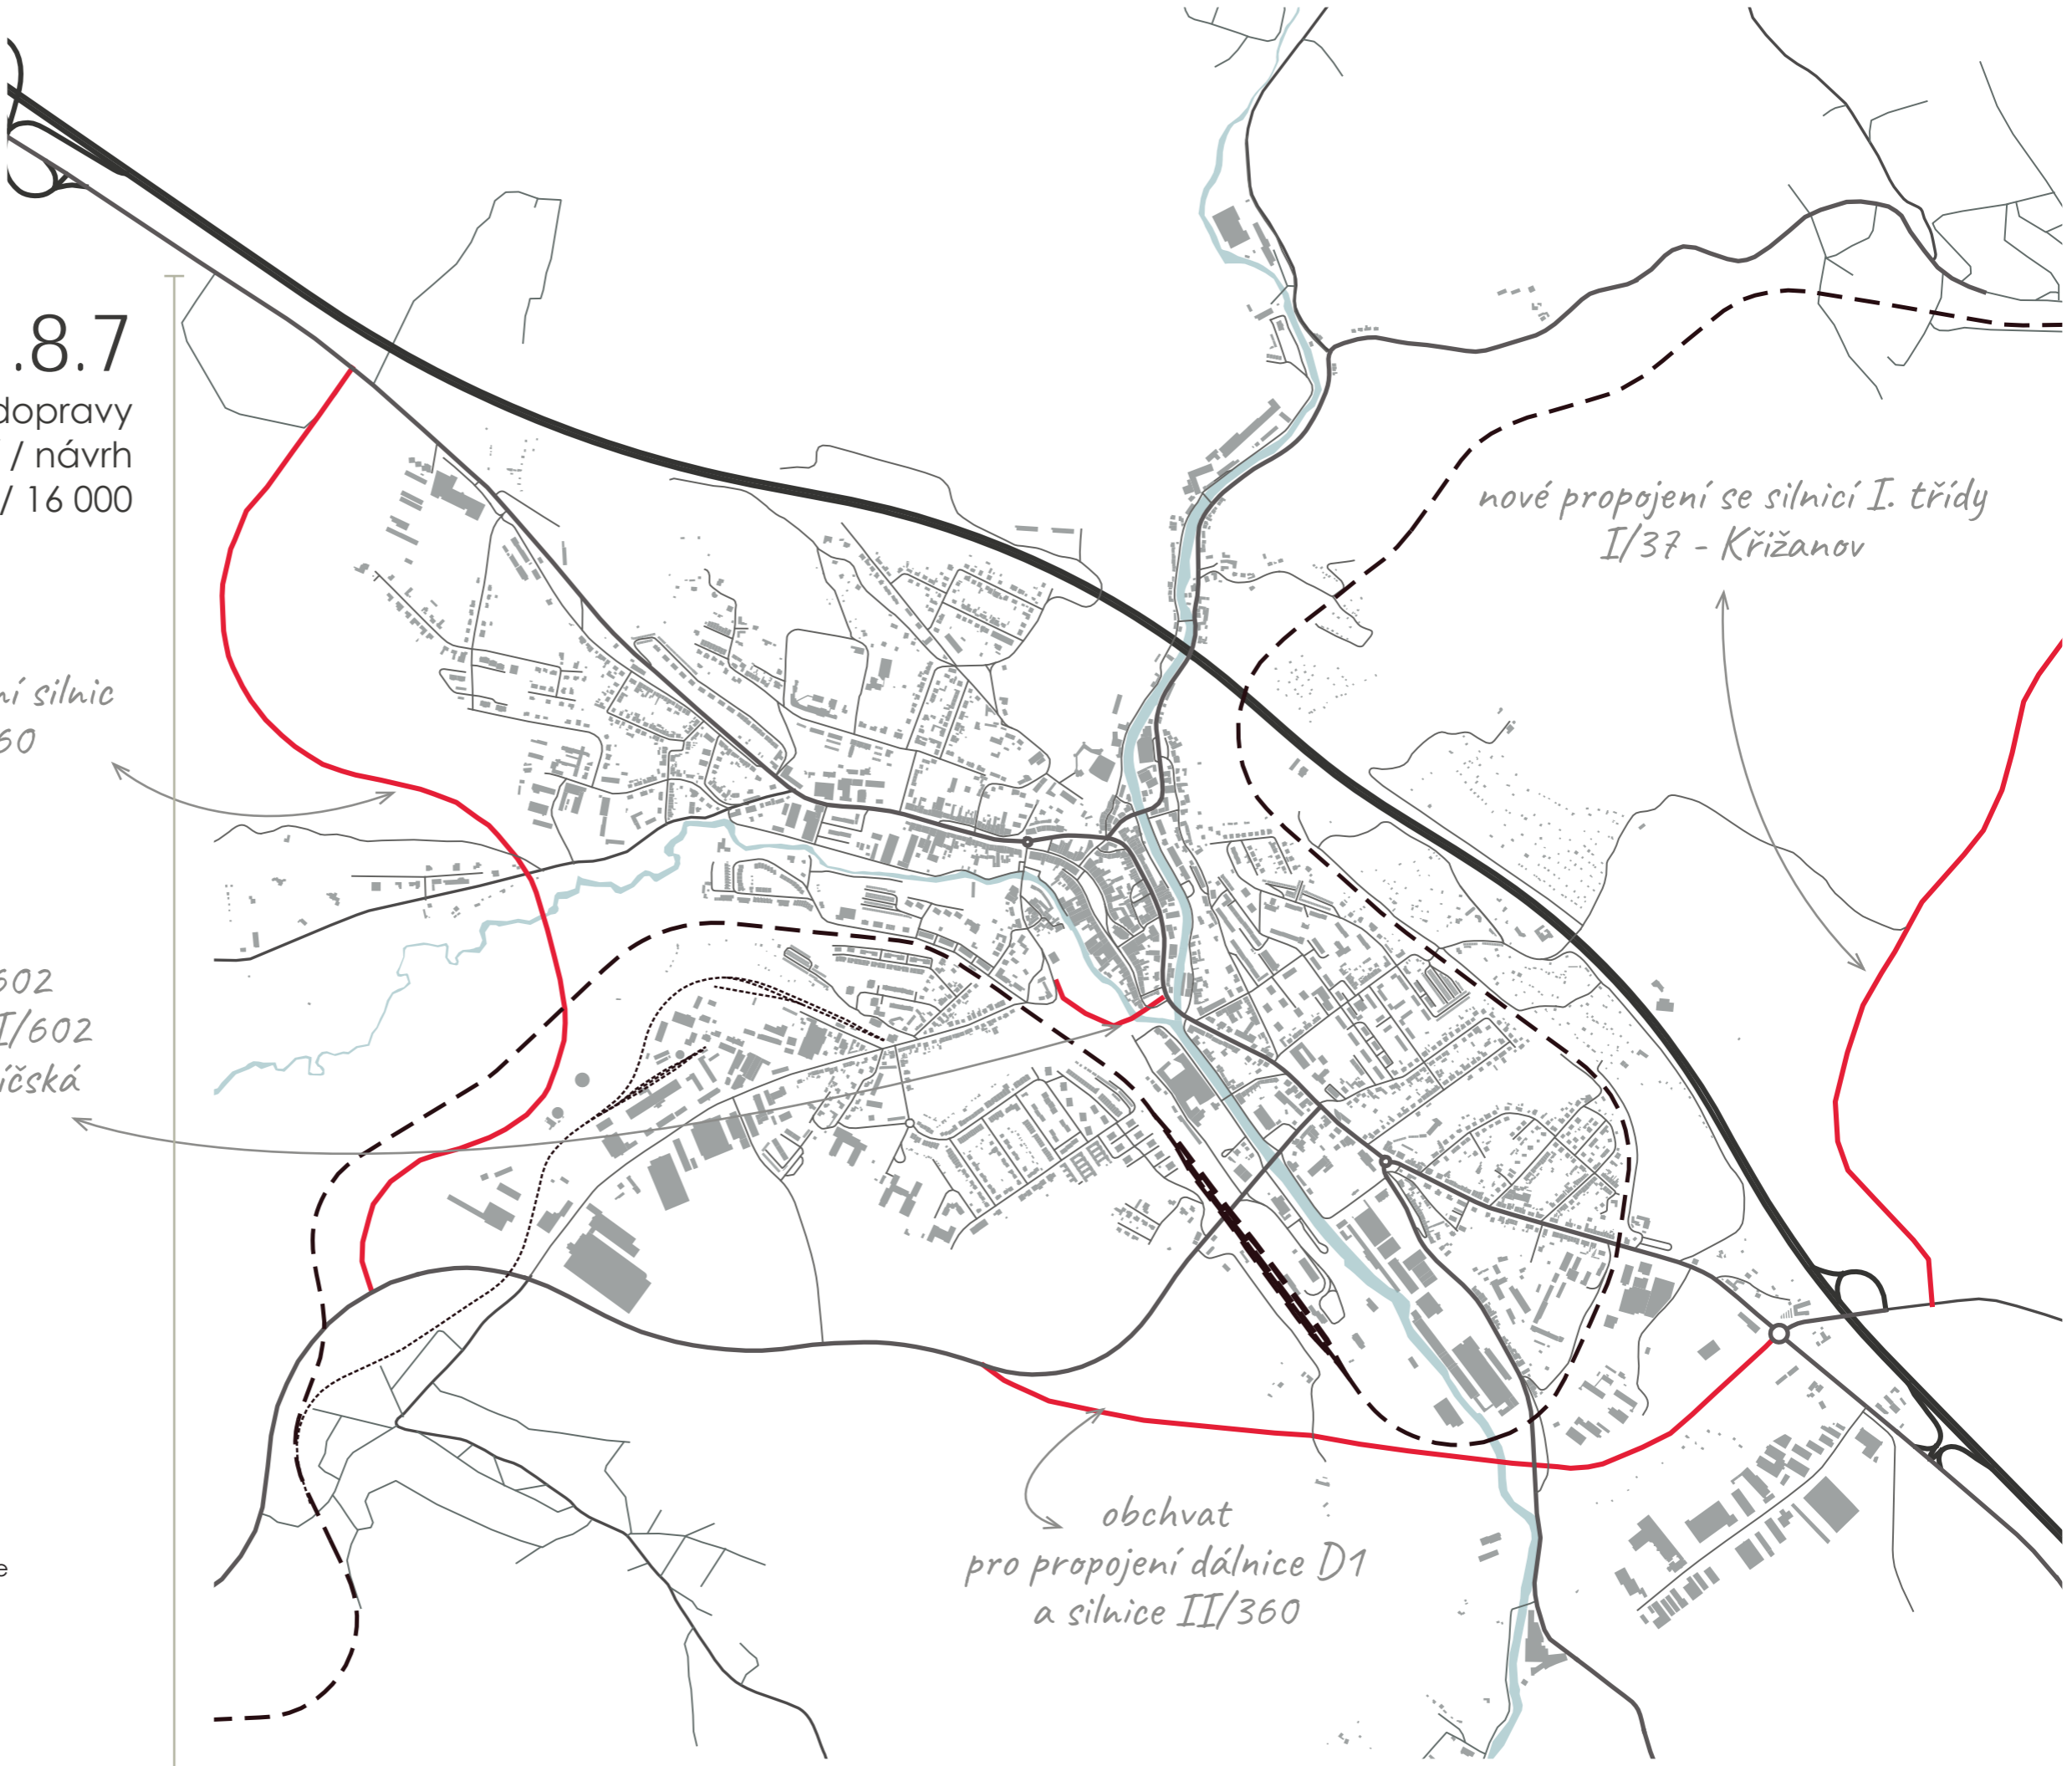 .8.7
dopravy
/ návrh
/ 16 000
ní silnic
60
602
I/602
íčská
e
nové propojení se silnicí I. třídy
I/37 - Křižanov
obchvat
pro propojení dálnice D1
a silnice II/360